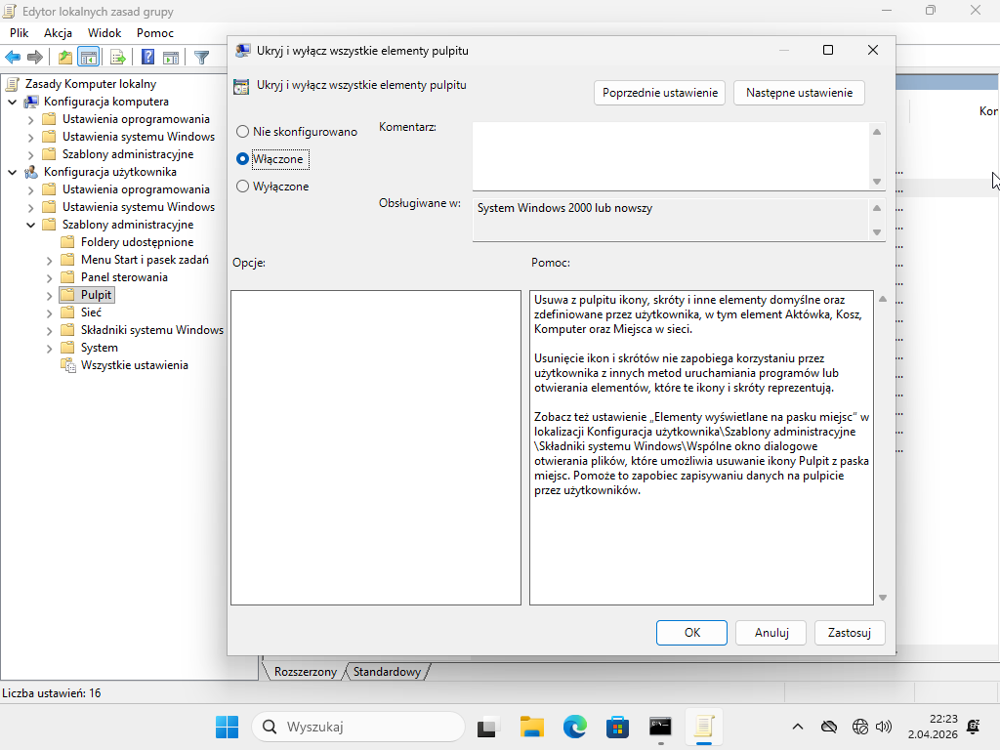 Edytor lokalnych zasad grupy
Plik Akcja Widok Pomoc
Zasady Komputer lokalny
Konfiguracja komputera
Ustawienia oprogramowania
Ustawienia systemu Windows
Szablony administracyjne
Konfiguracja użytkownika
Ustawienia oprogramowania
Ustawienia systemu Windows
Szablony administracyjne
Foldery udostępnione
Menu Start i pasek zadań
Panel sterowania
Pulpit
Sieć
Składniki systemu Windows
System
Wszystkie ustawienia
Kor
Ukryj i wyłącz wszystkie elementy pulpitu
Ukryj i wyłącz wszystkie elementy pulpitu
Poprzednie ustawienie Następne ustawienie
Nie skonfigurowano
Włączone
Wyłączone
Komentarz:
Obsługiwane w:
System Windows 2000 lub nowszy
Opcje:
Pomoc:
Usuwa z pulpitu ikony, skróty i inne elementy domyślne oraz
zdefiniowane przez użytkownika, w tym element Aktówka, Kosz,
Komputer oraz Miejsca w sieci.
Usunięcie ikon i skrótów nie zapobiega korzystaniu przez
użytkownika z innych metod uruchamiania programów lub
otwierania elementów, które te ikony i skróty reprezentują.
Zobacz też ustawienie „Elementy wyświetlane na pasku miejsc” w
lokalizacji Konfiguracja użytkownika\Szablony administracyjne
\Składniki systemu Windows\Wspólne okno dialogowe
otwierania plików, które umożliwia usuwanie ikony Pulpit z paska
miejsc. Pomoże to zapobiec zapisywaniu danych na pulpicie
przez użytkowników.
OK Anuluj Zastosuj
Rozszerzony Standardowy
Liczba ustawień: 16
Wyszukaj
22:23
2.04.2026